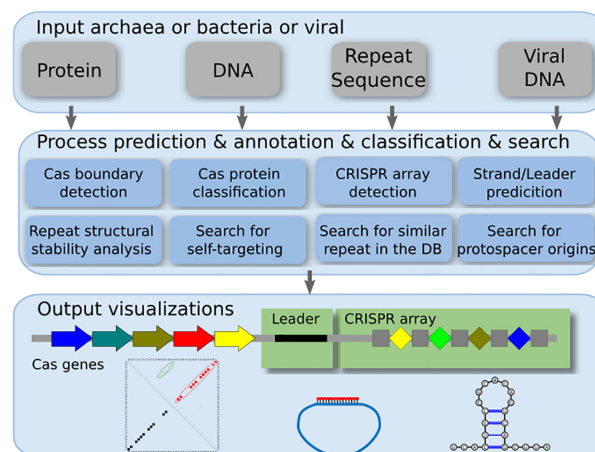 Input archaea or bacteria or viral
Protein
DNA
Repeat
Sequence
Viral
DNA
Process prediction & annotation & classification & search
Cas boundary
detection
Cas protein
classification
CRISPR array
detection
Strand/Leader
predicition
Repeat structural
stability analysis
Search for
self-targeting
Search for similar
repeat in the DB
Search for
protospacer origins
Output visualizations
Leader
CRISPR array
Cas genes